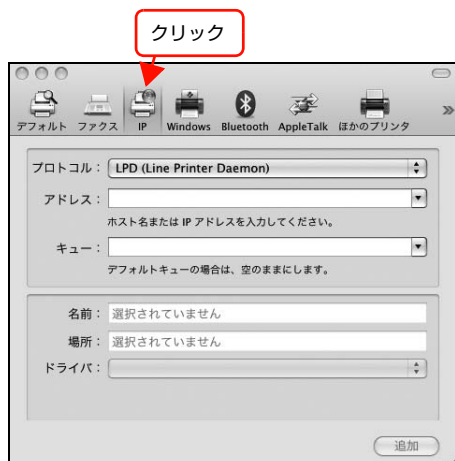 クリック
デフォルト ファクス IP Windows Bluetooth AppleTalk ほかのプリンタ »
プロトコル： LPD (Line Printer Daemon)
アドレス：
ホスト名または IP アドレスを入力してください。
キュー：
デフォルトキューの場合は、空のままにします。
名前： 選択されていません
場所： 選択されていません
ドライバ：
追加